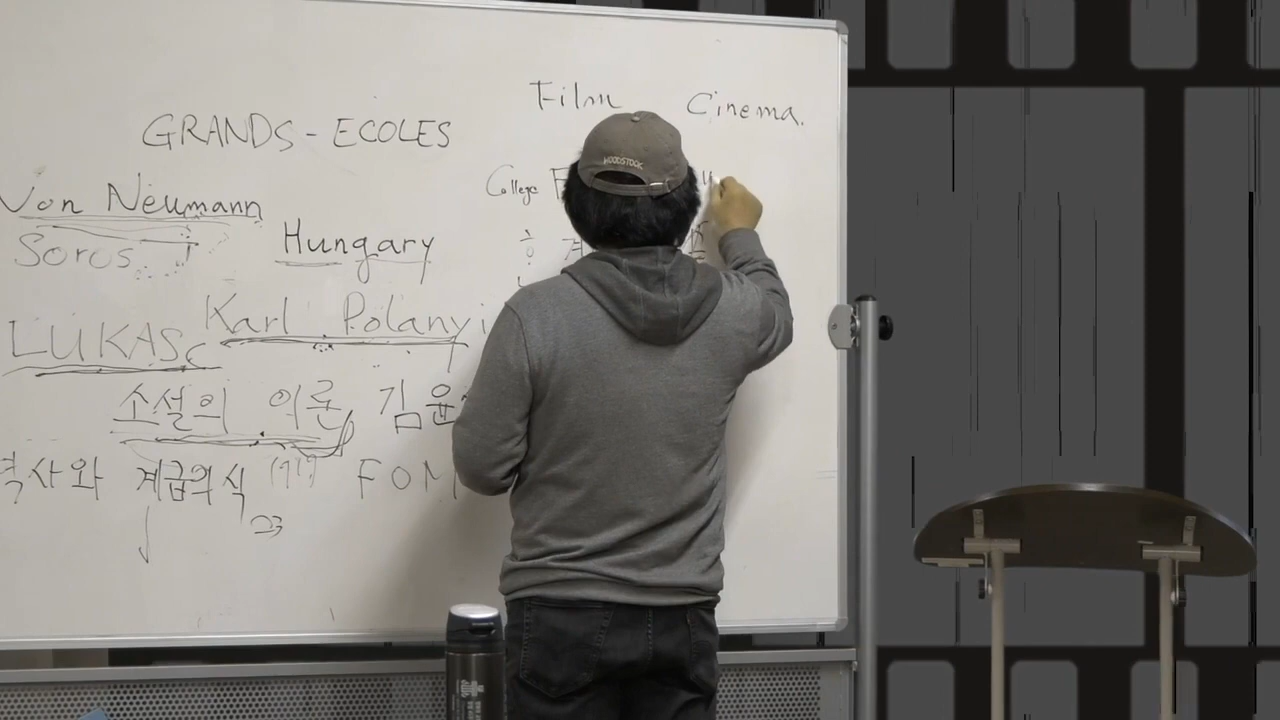 Film Cinema.
GRANDS-ECOLES
College
Von Neumann
Soros
Hungary
Karl Polanyi
LUKASc
소설의 이론 김윤
역사와 계급의식 FOM
WOODSTOCK